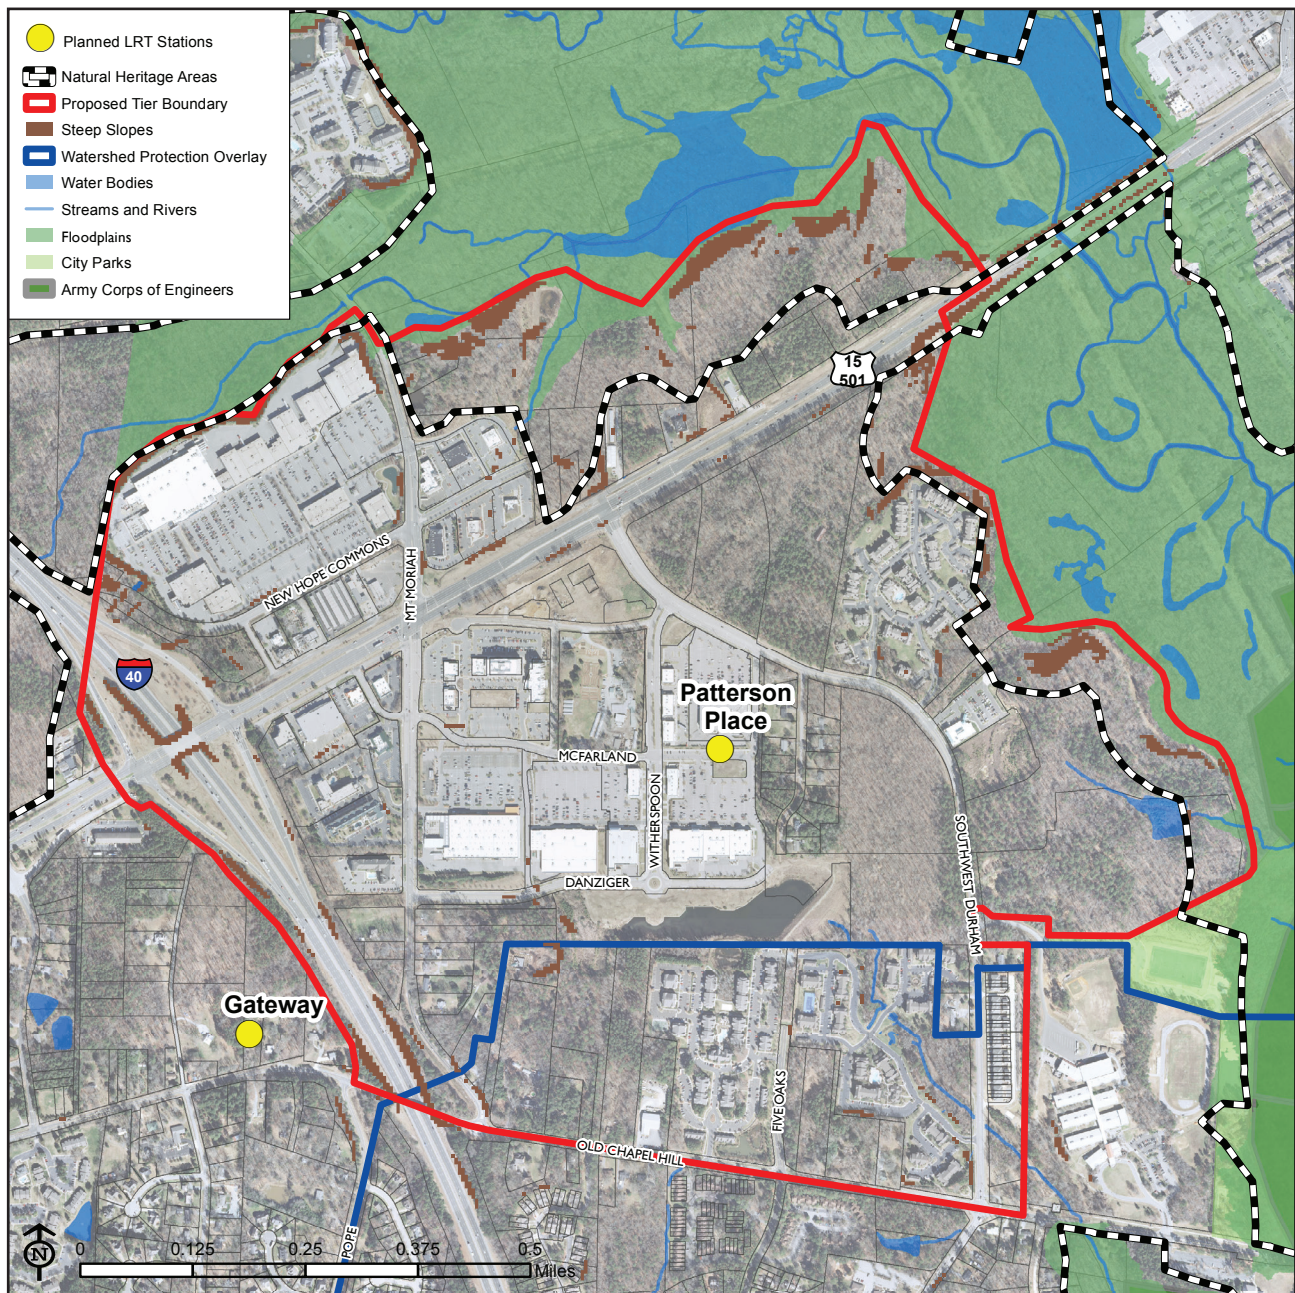 Planned LRT Stations
Natural Heritage Areas
Proposed Tier Boundary
Steep Slopes
Watershed Protection Overlay
Water Bodies
Streams and Rivers
Floodplains
City Parks
Army Corps of Engineers
15
501
NEW HOPE COMMONS
MT MORIAH
40
Patterson
Place
MCFARLAND
WITHERSPOON
SOUTHWEST DURHAM
DANZIGER
Gateway
FIVE OAKS
OLD CHAPEL HILL
POPE
N
0 0.125 0.25 0.375 0.5
Miles